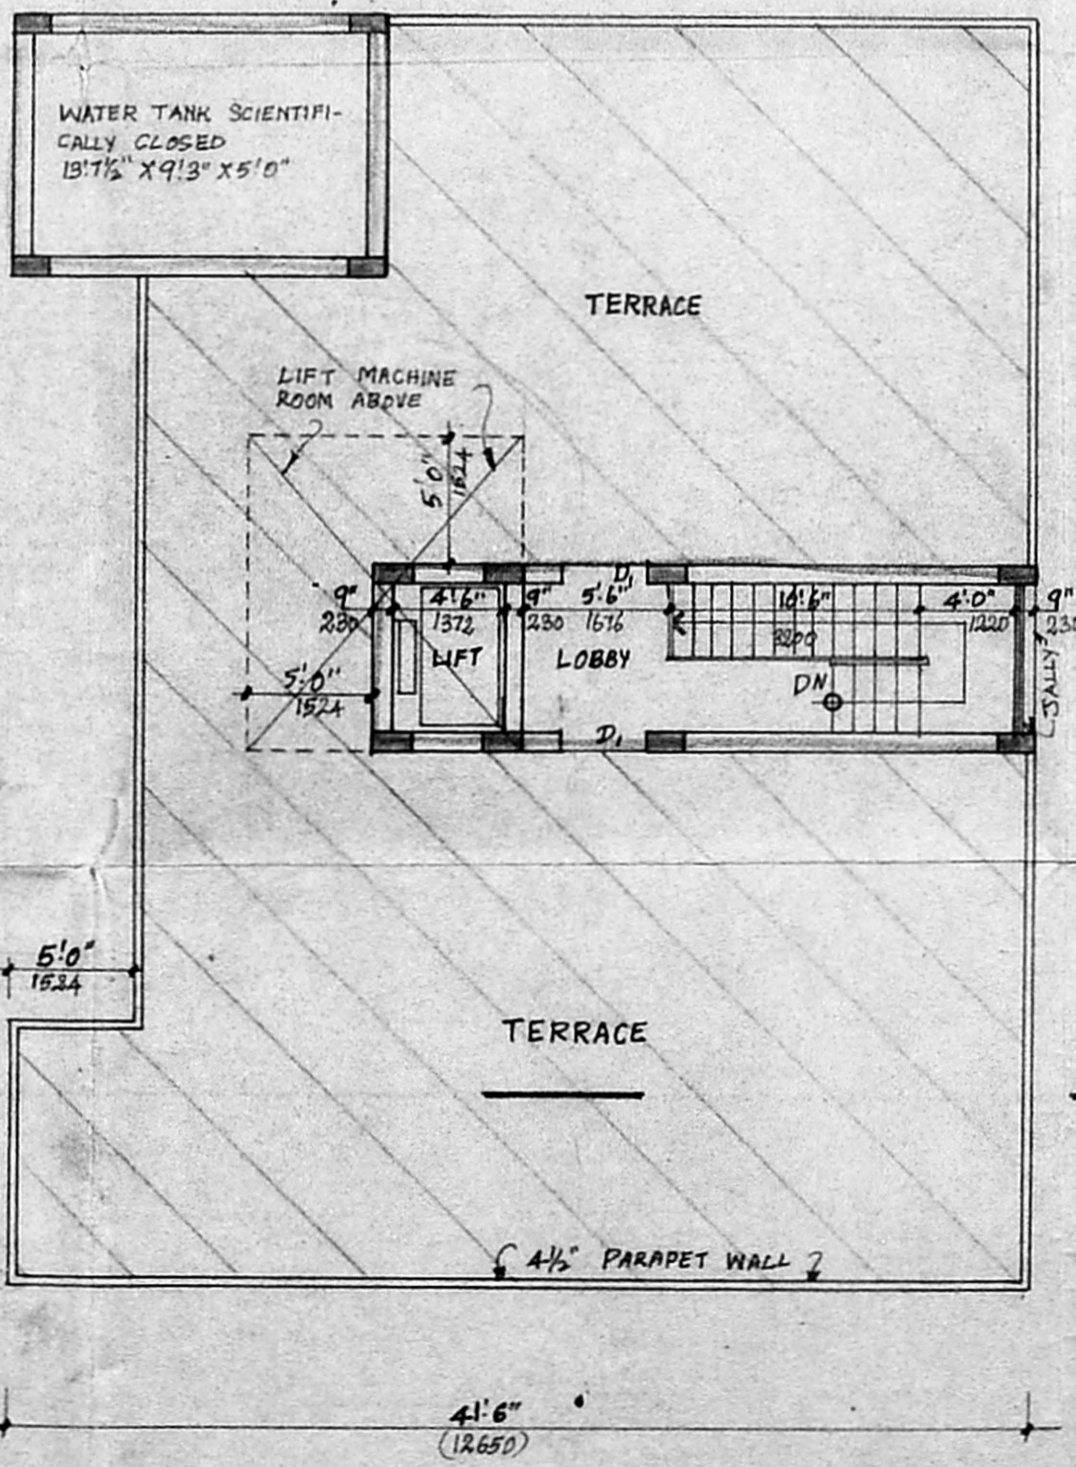 WATER TANK SCIENTIFI-
CALLY CLOSED
13'.7½" X 9'.3" X 5'.0"
TERRACE
LIFT MACHINE
ROOM ABOVE
5'.0"
1524
D1
9"
4'.6"
9"
5'.6"
10'.6"
4'.0"
9"
230
1372
230
1676
3200
1220
230
LIFT
LOBBY
DN
JALLY
5'.0"
1524
D1
5'.0"
1524
TERRACE
4½" PARAPET WALL
41'.6"
(12650)